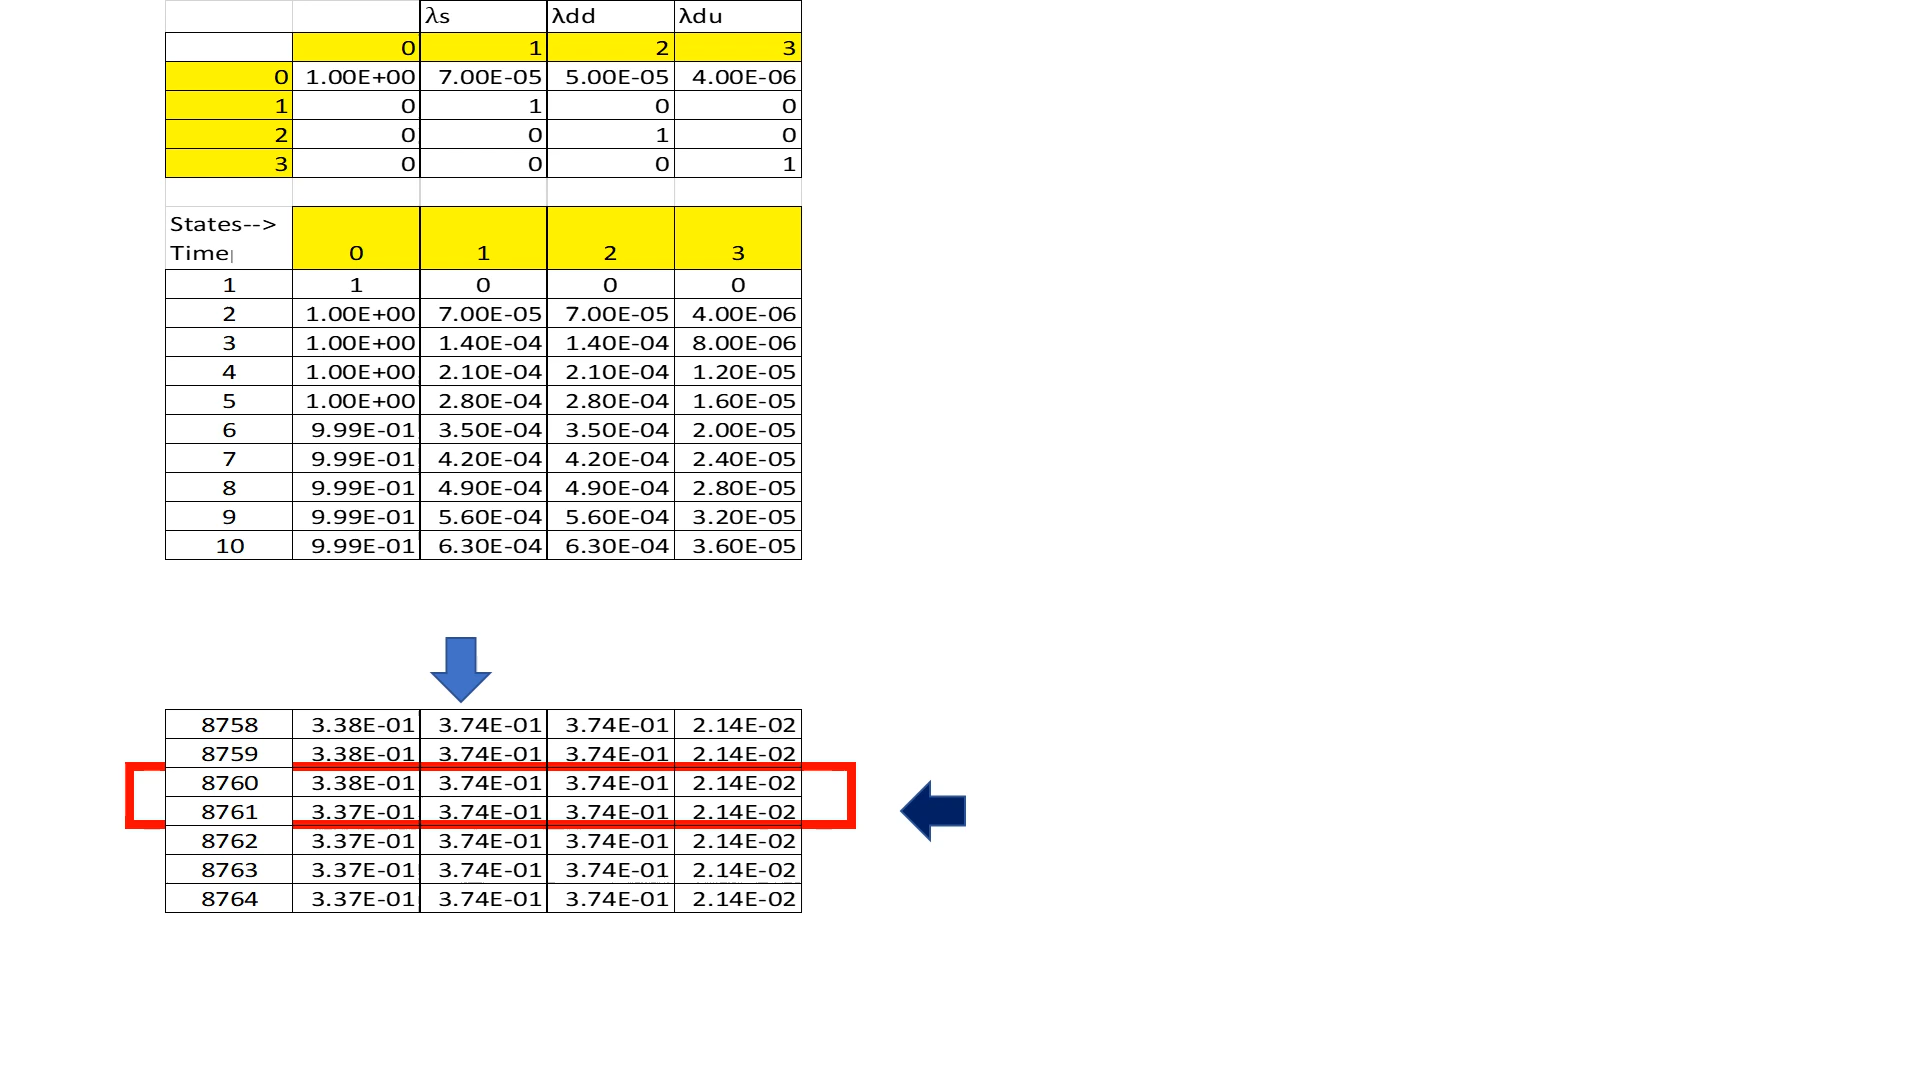 λs λdd λdu
0 1 2 3
0 1.00E+00 7.00E-05 5.00E-05 4.00E-06
1 0 1 0 0
2 0 0 1 0
3 0 0 0 1
States-->
Time 0 1 2 3
1 1 0 0 0
2 1.00E+00 7.00E-05 7.00E-05 4.00E-06
3 1.00E+00 1.40E-04 1.40E-04 8.00E-06
4 1.00E+00 2.10E-04 2.10E-04 1.20E-05
5 1.00E+00 2.80E-04 2.80E-04 1.60E-05
6 9.99E-01 3.50E-04 3.50E-04 2.00E-05
7 9.99E-01 4.20E-04 4.20E-04 2.40E-05
8 9.99E-01 4.90E-04 4.90E-04 2.80E-05
9 9.99E-01 5.60E-04 5.60E-04 3.20E-05
10 9.99E-01 6.30E-04 6.30E-04 3.60E-05
8758 3.38E-01 3.74E-01 3.74E-01 2.14E-02
8759 3.38E-01 3.74E-01 3.74E-01 2.14E-02
8760 3.38E-01 3.74E-01 3.74E-01 2.14E-02
8761 3.37E-01 3.74E-01 3.74E-01 2.14E-02
8762 3.37E-01 3.74E-01 3.74E-01 2.14E-02
8763 3.37E-01 3.74E-01 3.74E-01 2.14E-02
8764 3.37E-01 3.74E-01 3.74E-01 2.14E-02